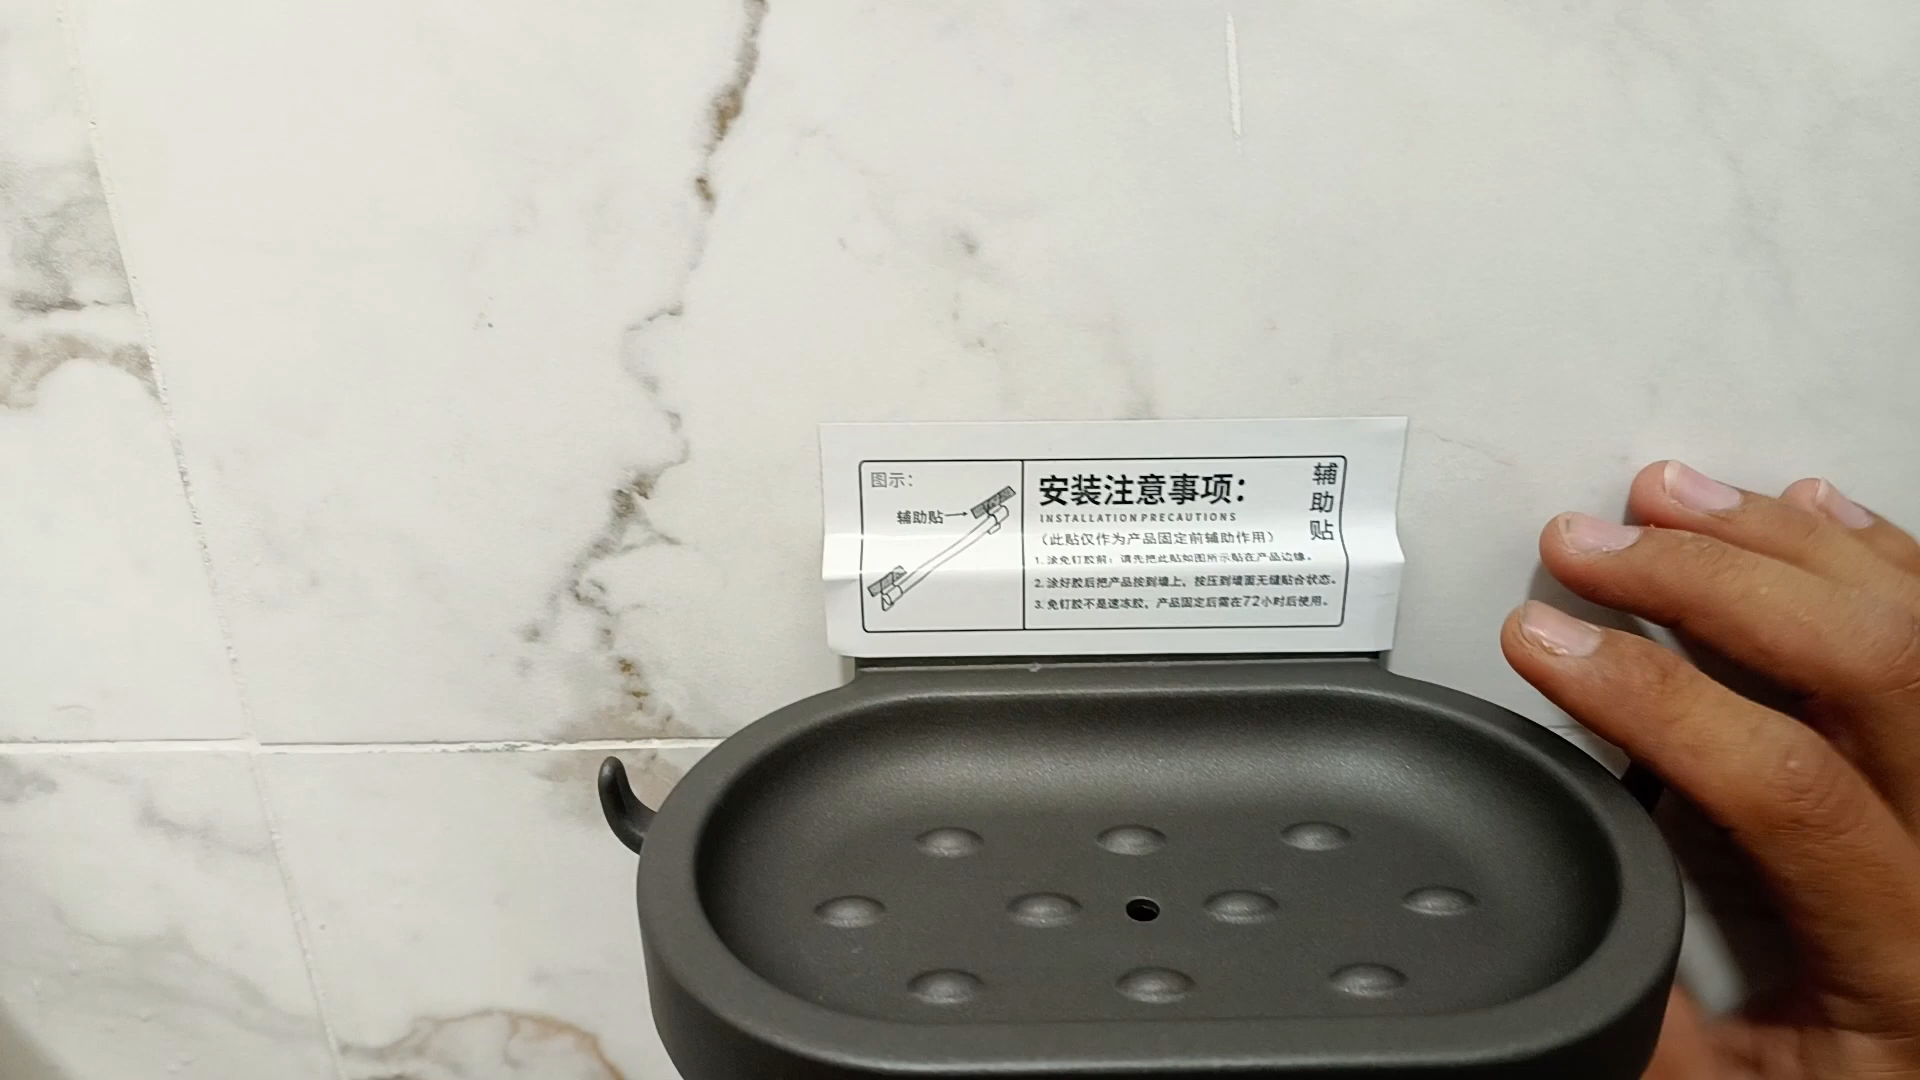 图示：
辅助贴
安装注意事项：
INSTALLATION PRECAUTIONS
（此贴仅作为产品固定前辅助作用）
1. 涂免钉胶前，请先把此贴如图所示贴在产品边缘。
2. 涂好胶后把产品按到墙上，按压到墙面无缝贴合状态。
3. 免钉胶不是速冻胶，产品固定后需在72小时后使用。
辅助贴